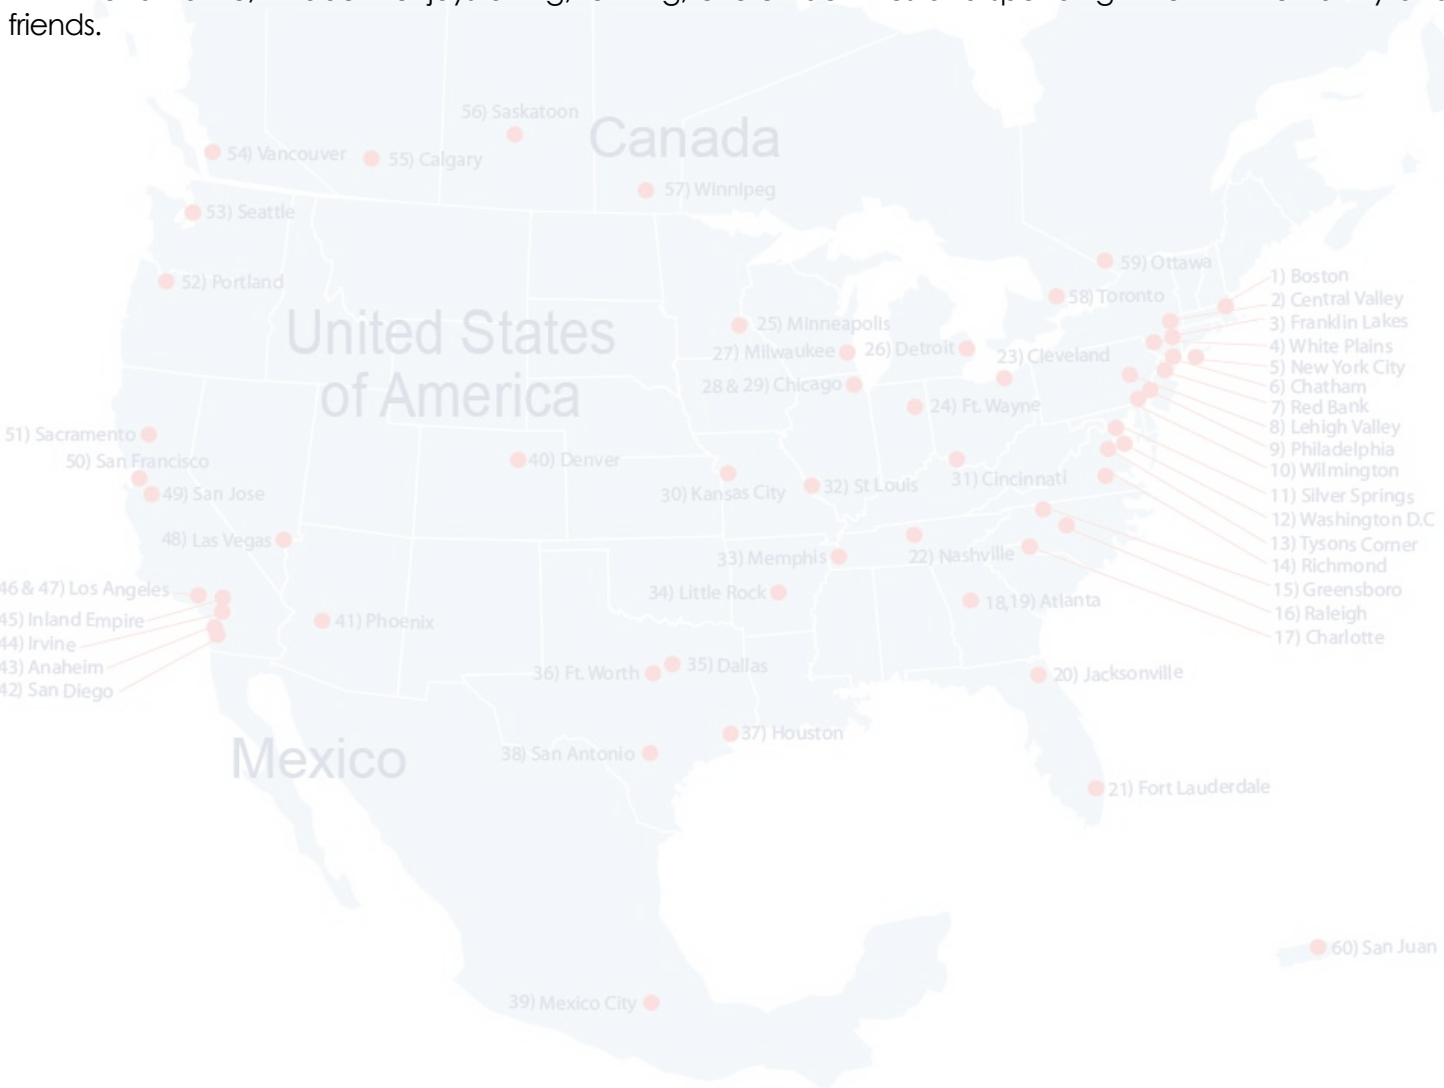 friends.
56) Saskatoon
Canada
54) Vancouver
55) Calgary
57) Winnipeg
53) Seattle
59) Ottawa
1) Boston
52) Portland
58) Toronto
2) Central Valley
United States
of America
25) Minneapolis
3) Franklin Lakes
27) Milwaukee
26) Detroit
23) Cleveland
4) White Plains
5) New York City
28 & 29) Chicago
6) Chatham
24) Ft. Wayne
7) Red Bank
8) Lehigh Valley
51) Sacramento
9) Philadelphia
50) San Francisco
40) Denver
10) Wilmington
49) San Jose
30) Kansas City
32) St Louis
31) Cincinnati
11) Silver Springs
12) Washington D.C
48) Las Vegas
33) Memphis
22) Nashville
13) Tysons Corner
14) Richmond
46 & 47) Los Angeles
34) Little Rock
18,19) Atlanta
15) Greensboro
45) Inland Empire
41) Phoenix
16) Raleigh
44) Irvine
17) Charlotte
43) Anaheim
36) Ft. Worth
35) Dallas
20) Jacksonville
42) San Diego
37) Houston
Mexico
38) San Antonio
21) Fort Lauderdale
60) San Juan
39) Mexico City